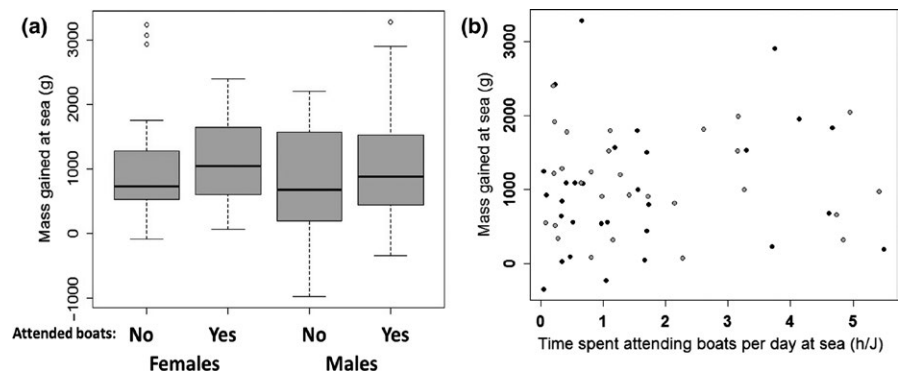 (a)
Mass gained at sea (g)
3000
2000
1000
0
−1000
Attended boats: No Yes No Yes
Females Males
(b)
Mass gained at sea (g)
3000
2000
1000
0
0 1 2 3 4 5
Time spent attending boats per day at sea (h/J)